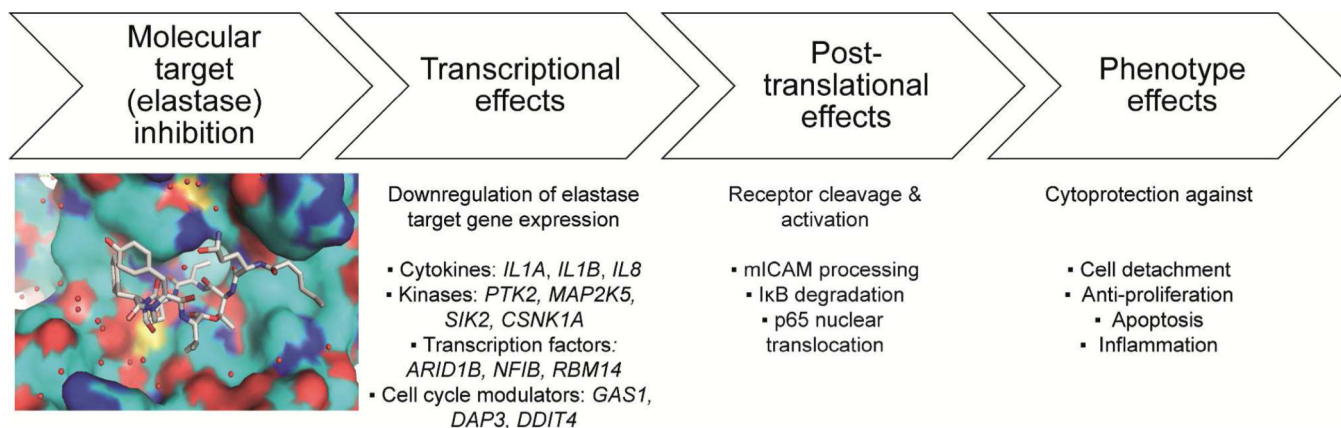 Molecular
target
(elastase)
inhibition
Transcriptional
effects
Post-
translational
effects
Phenotype
effects
Downregulation of elastase
target gene expression
▪ Cytokines: IL1A, IL1B, IL8
▪ Kinases: PTK2, MAP2K5,
SIK2, CSNK1A
▪ Transcription factors:
ARID1B, NFIB, RBM14
▪ Cell cycle modulators: GAS1,
DAP3, DDIT4
Receptor cleavage &
activation
▪ mICAM processing
▪ IκB degradation
▪ p65 nuclear
translocation
Cytoprotection against
▪ Cell detachment
▪ Anti-proliferation
▪ Apoptosis
▪ Inflammation